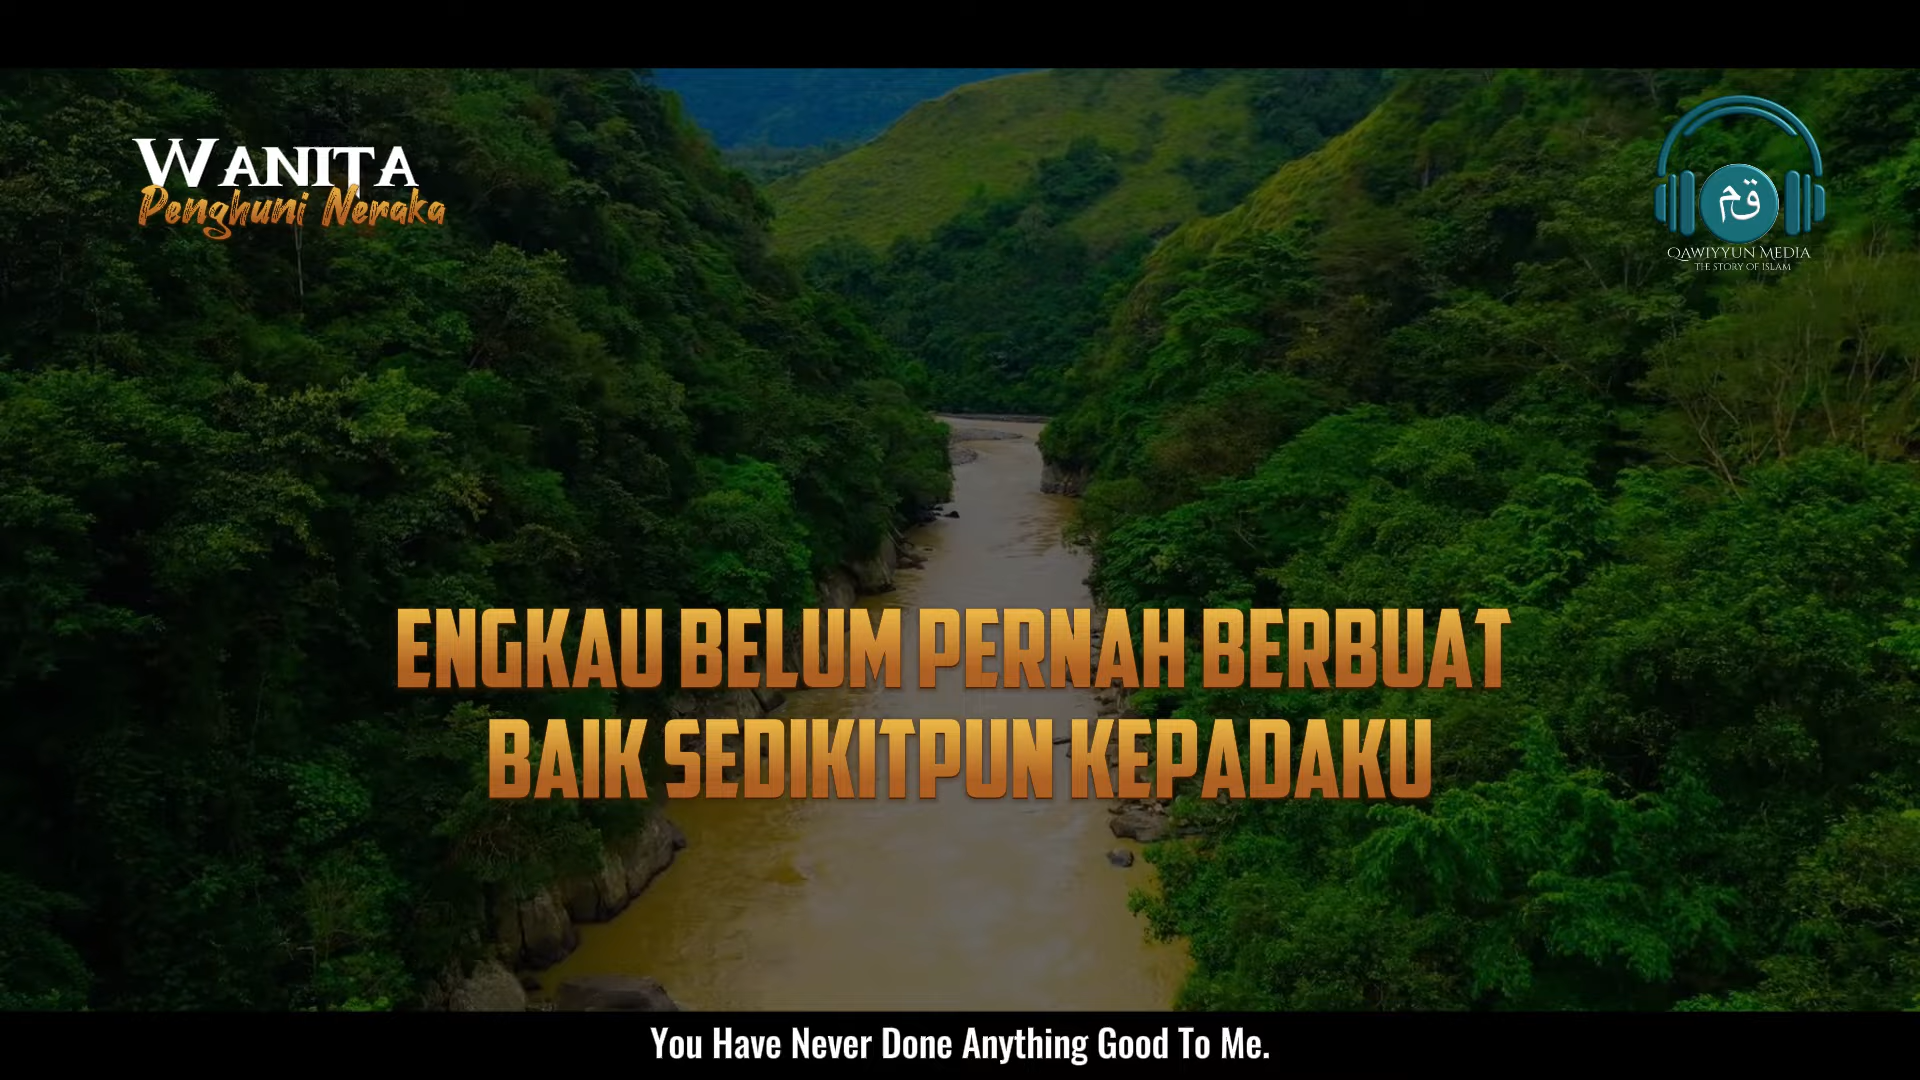 WANITA
Penghuni Neraka
قم
QAWIYYUN MEDIA
THE STORY OF ISLAM
ENGKAU BELUM PERNAH BERBUAT
BAIK SEDIKITPUN KEPADAKU
You Have Never Done Anything Good To Me.